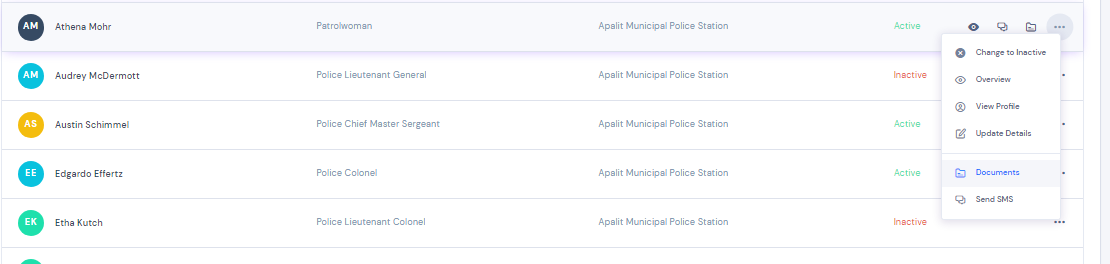 AM Athena Mohr Patrolwoman Apalit Municipal Police Station Active
Change to Inactive
AM Audrey McDermott Police Lieutenant General Apalit Municipal Police Station Inactive
Overview
View Profile
AS Austin Schimmel Police Chief Master Sergeant Apalit Municipal Police Station Active
Update Details
EE Edgardo Effertz Police Colonel Apalit Municipal Police Station Active
Documents
Send SMS
EK Etha Kutch Police Lieutenant Colonel Apalit Municipal Police Station Inactive